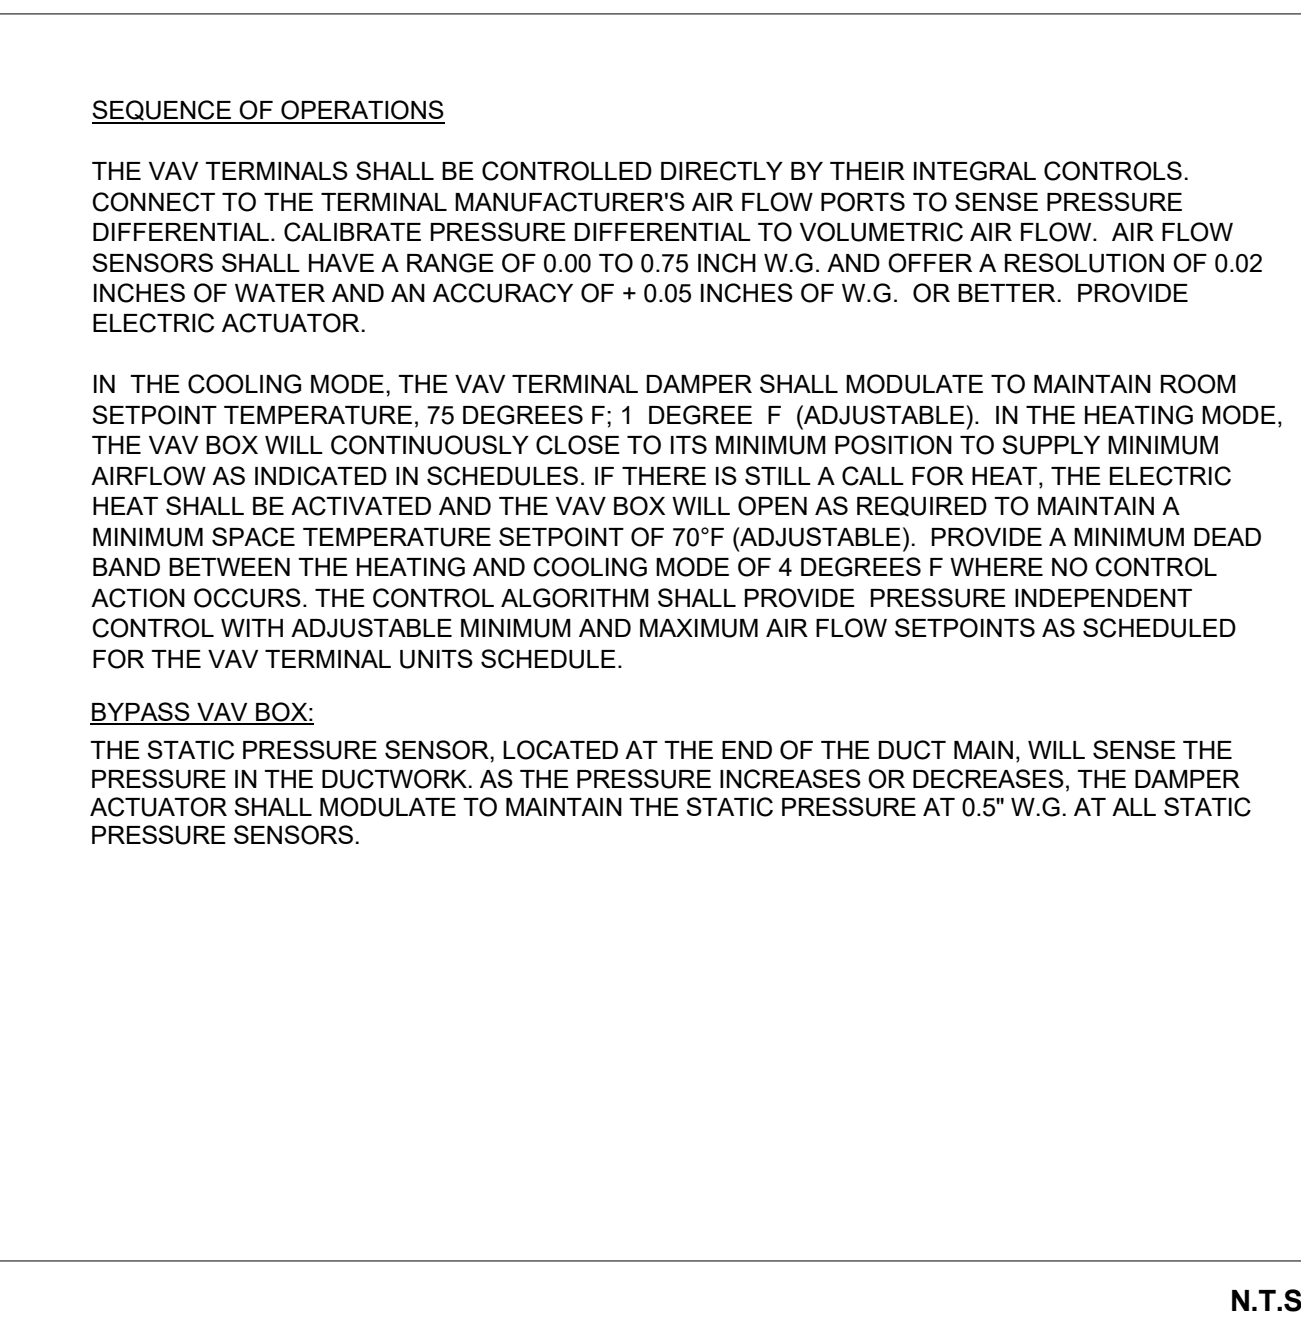 SEQUENCE OF OPERATIONS
THE VAV TERMINALS SHALL BE CONTROLLED DIRECTLY BY THEIR INTEGRAL CONTROLS.
CONNECT TO THE TERMINAL MANUFACTURER'S AIR FLOW PORTS TO SENSE PRESSURE
DIFFERENTIAL. CALIBRATE PRESSURE DIFFERENTIAL TO VOLUMETRIC AIR FLOW.  AIR FLOW
SENSORS SHALL HAVE A RANGE OF 0.00 TO 0.75 INCH W.G. AND OFFER A RESOLUTION OF 0.02
INCHES OF WATER AND AN ACCURACY OF + 0.05 INCHES OF W.G.  OR BETTER.  PROVIDE
ELECTRIC ACTUATOR.
IN  THE COOLING MODE, THE VAV TERMINAL DAMPER SHALL MODULATE TO MAINTAIN ROOM
SETPOINT TEMPERATURE, 75 DEGREES F; 1  DEGREE  F  (ADJUSTABLE).  IN THE HEATING MODE,
THE VAV BOX WILL CONTINUOUSLY CLOSE TO ITS MINIMUM POSITION TO SUPPLY MINIMUM
AIRFLOW AS INDICATED IN SCHEDULES. IF THERE IS STILL A CALL FOR HEAT, THE ELECTRIC
HEAT SHALL BE ACTIVATED AND THE VAV BOX WILL OPEN AS REQUIRED TO MAINTAIN A
MINIMUM SPACE TEMPERATURE SETPOINT OF 70°F (ADJUSTABLE).  PROVIDE A MINIMUM DEAD
BAND BETWEEN THE HEATING AND COOLING MODE OF 4 DEGREES F WHERE NO CONTROL
ACTION OCCURS. THE CONTROL ALGORITHM SHALL PROVIDE  PRESSURE INDEPENDENT
CONTROL WITH ADJUSTABLE MINIMUM AND MAXIMUM AIR FLOW SETPOINTS AS SCHEDULED
FOR THE VAV TERMINAL UNITS SCHEDULE.
BYPASS VAV BOX:
THE STATIC PRESSURE SENSOR, LOCATED AT THE END OF THE DUCT MAIN, WILL SENSE THE
PRESSURE IN THE DUCTWORK. AS THE PRESSURE INCREASES OR DECREASES, THE DAMPER
ACTUATOR SHALL MODULATE TO MAINTAIN THE STATIC PRESSURE AT 0.5" W.G. AT ALL STATIC
PRESSURE SENSORS.
N.T.S